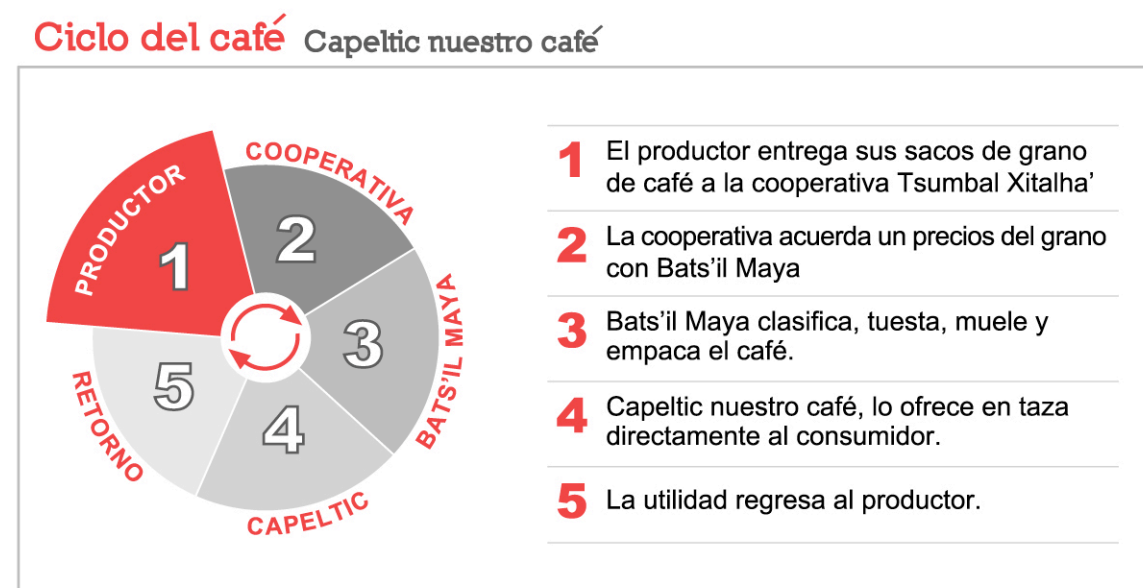 Ciclo del café Capeltic nuestro café
PRODUCTOR
1
COOPERATIVA
2
BATS'IL MAYA
3
CAPELTIC
4
RETORNO
5
1 El productor entrega sus sacos de grano
de café a la cooperativa Tsumbal Xitalha’
2 La cooperativa acuerda un precios del grano
con Bats’il Maya
3 Bats’il Maya clasifica, tuesta, muele y
empaca el café.
4 Capeltic nuestro café, lo ofrece en taza
directamente al consumidor.
5 La utilidad regresa al productor.